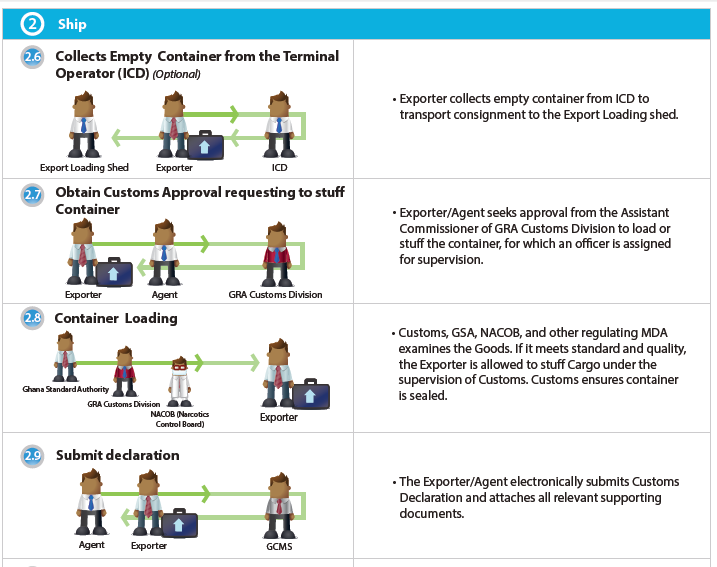 2 Ship
2.6 Collects Empty Container from the Terminal
Operator (ICD) (Optional)
Export Loading Shed Exporter ICD
• Exporter collects empty container from ICD to
transport consignment to the Export Loading shed.
2.7 Obtain Customs Approval requesting to stuff
Container
Exporter Agent GRA Customs Division
• Exporter/Agent seeks approval from the Assistant
Commissioner of GRA Customs Division to load or
stuff the container, for which an officer is assigned
for supervision.
2.8 Container Loading
Ghana Standard Authority
GRA Customs Division
NACOB (Narcotics
Control Board)
Exporter
• Customs, GSA, NACOB, and other regulating MDA
examines the Goods. If it meets standard and quality,
the Exporter is allowed to stuff Cargo under the
supervision of Customs. Customs ensures container
is sealed.
2.9 Submit declaration
Agent Exporter GCMS
• The Exporter/Agent electronically submits Customs
Declaration and attaches all relevant supporting
documents.